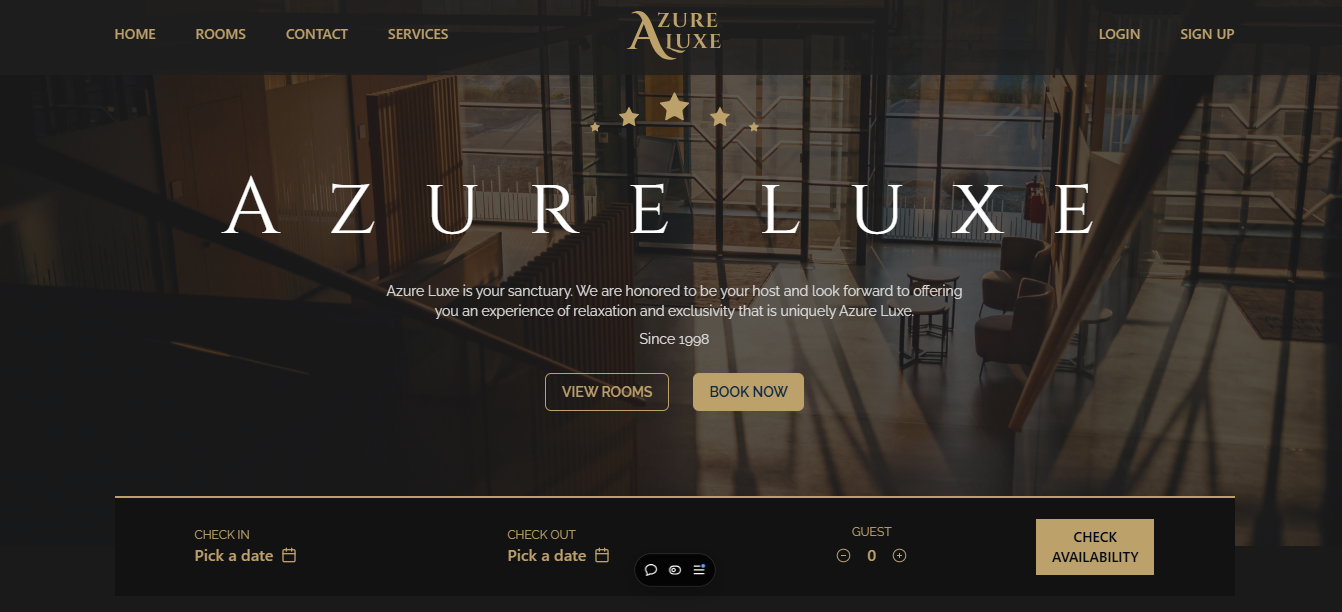 HOME ROOMS CONTACT SERVICES
AZURE
LUXE
LOGIN SIGN UP
AZURE LUXE
Azure Luxe is your sanctuary. We are honored to be your host and look forward to offering
you an experience of relaxation and exclusivity that is uniquely Azure Luxe.
Since 1998
VIEW ROOMS BOOK NOW
CHECK IN
Pick a date
CHECK OUT
Pick a date
GUEST
0
CHECK
AVAILABILITY